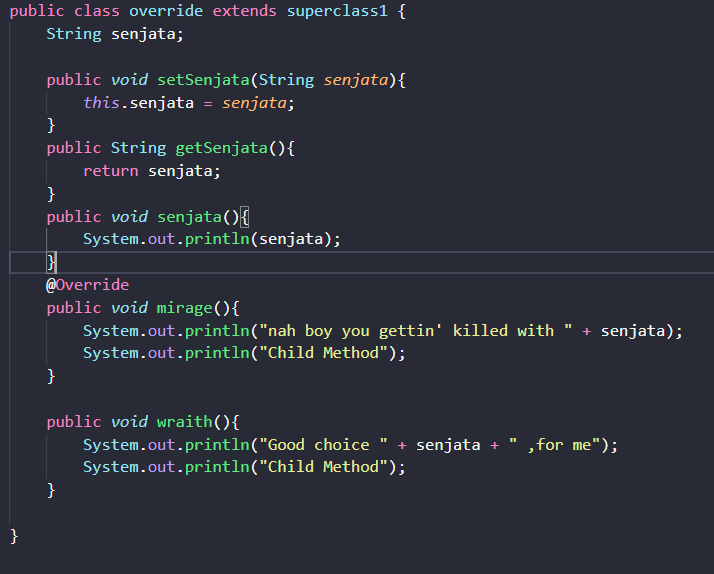 public class override extends superclass1 {
    String senjata;

    public void setSenjata(String senjata){
        this.senjata = senjata;
    }
    public String getSenjata(){
        return senjata;
    }
    public void senjata(){
        System.out.println(senjata);
    }
    @Override
    public void mirage(){
        System.out.println("nah boy you gettin' killed with " + senjata);
        System.out.println("Child Method");
    }

    public void wraith(){
        System.out.println("Good choice " + senjata + " ,for me");
        System.out.println("Child Method");
    }

}